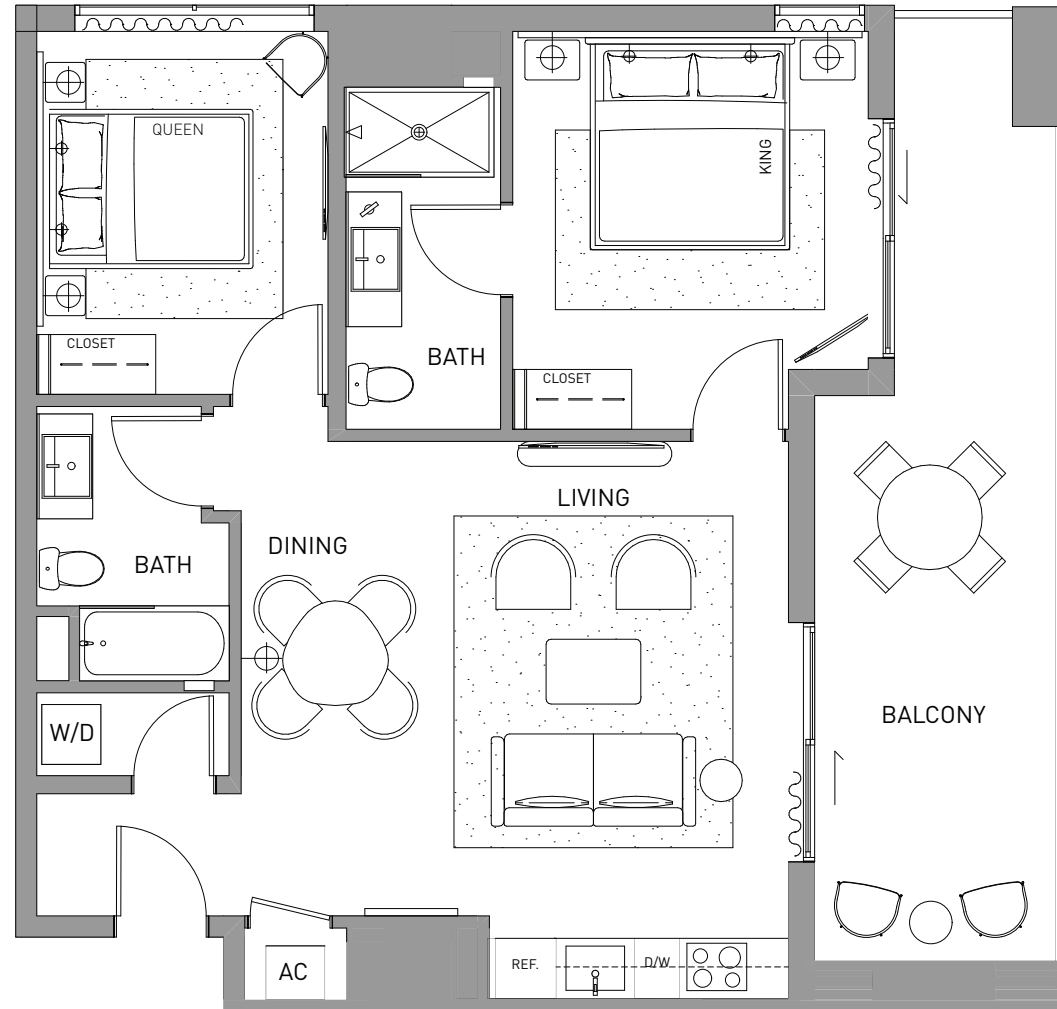 QUEEN
KING
CLOSET
BATH
CLOSET
LIVING
DINING
BATH
BALCONY
W/D
REF.
D/W
AC